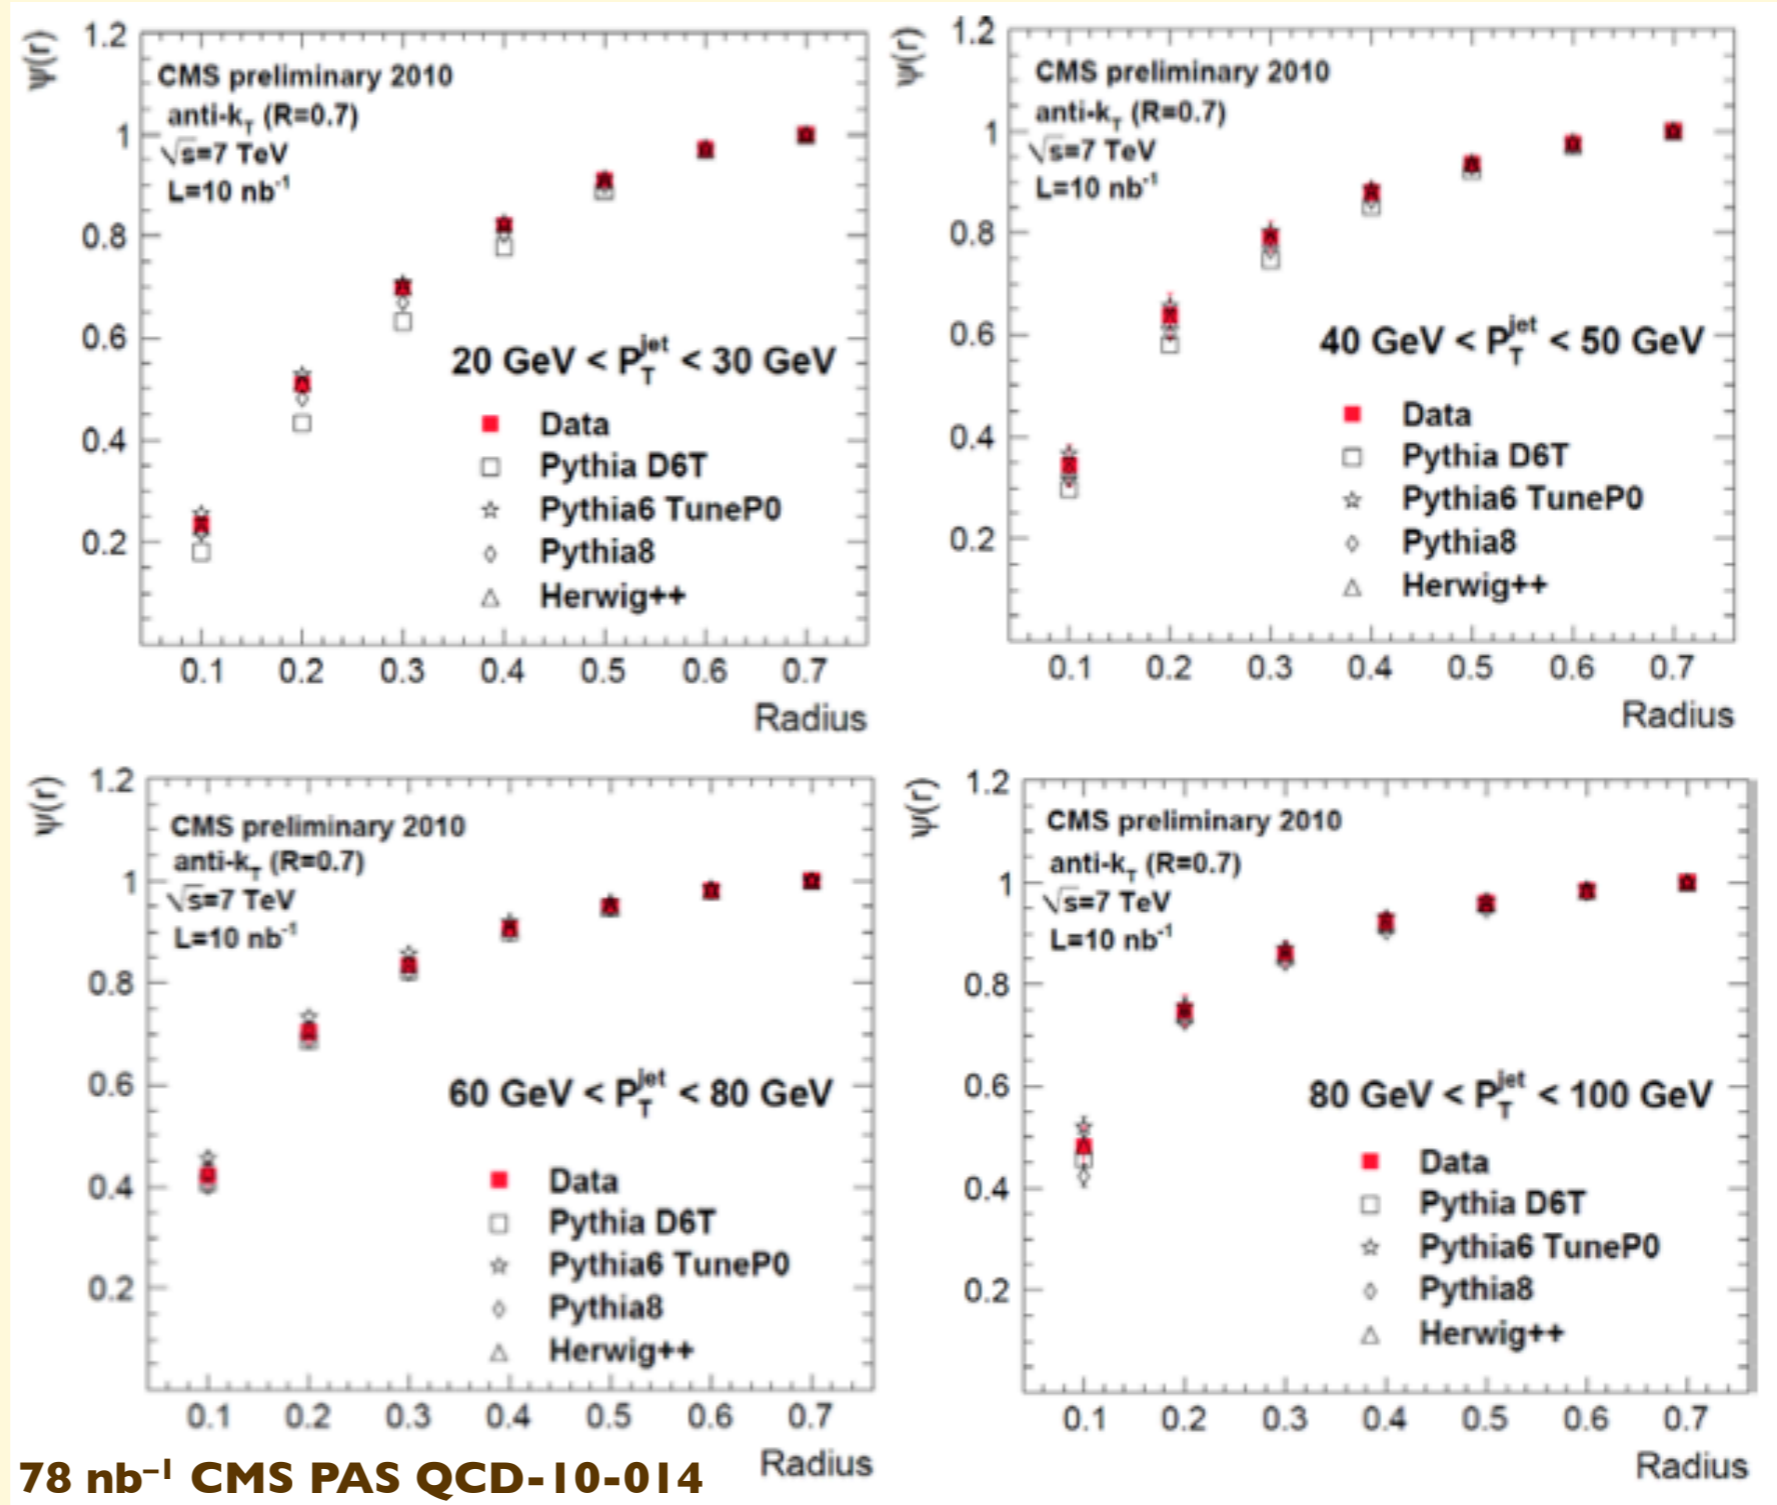 ψ(r)
1.2
1
0.8
0.6
0.4
0.2
CMS preliminary 2010
anti-kT (R=0.7)
√s=7 TeV
L=10 nb-1
20 GeV < PTjet < 30 GeV
Data
Pythia D6T
Pythia6 TuneP0
Pythia8
Herwig++
0.1 0.2 0.3 0.4 0.5 0.6 0.7
Radius
ψ(r)
1.2
1
0.8
0.6
0.4
0.2
CMS preliminary 2010
anti-kT (R=0.7)
√s=7 TeV
L=10 nb-1
40 GeV < PTjet < 50 GeV
Data
Pythia D6T
Pythia6 TuneP0
Pythia8
Herwig++
0.1 0.2 0.3 0.4 0.5 0.6 0.7
Radius
ψ(r)
1.2
1
0.8
0.6
0.4
0.2
CMS preliminary 2010
anti-kT (R=0.7)
√s=7 TeV
L=10 nb-1
60 GeV < PTjet < 80 GeV
Data
Pythia D6T
Pythia6 TuneP0
Pythia8
Herwig++
0.1 0.2 0.3 0.4 0.5 0.6 0.7
Radius
ψ(r)
1.2
1
0.8
0.6
0.4
0.2
CMS preliminary 2010
anti-kT (R=0.7)
√s=7 TeV
L=10 nb-1
80 GeV < PTjet < 100 GeV
Data
Pythia D6T
Pythia6 TuneP0
Pythia8
Herwig++
0.1 0.2 0.3 0.4 0.5 0.6 0.7
Radius
78 nb–1 CMS PAS QCD-10-014